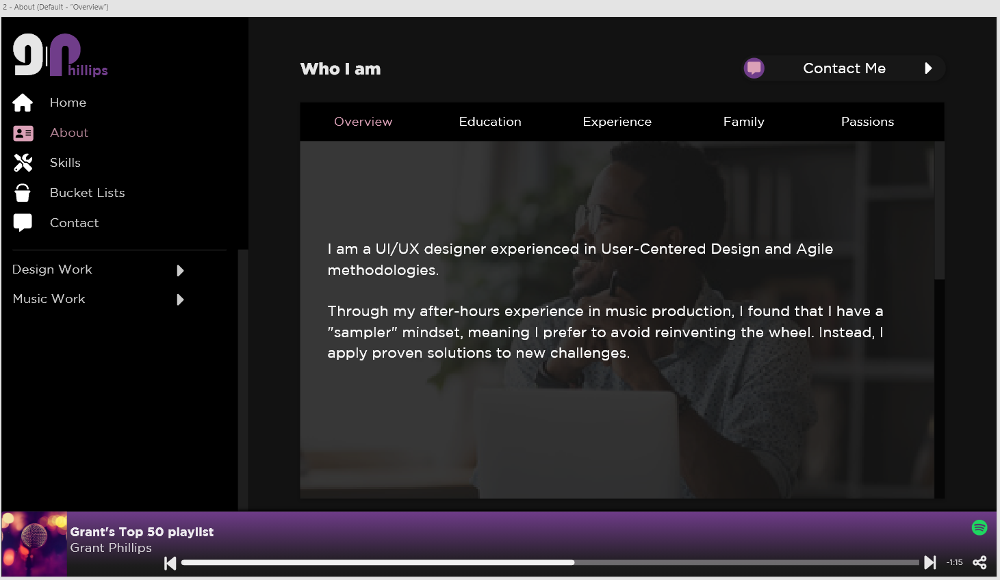 2 - About (Default - “Overview”)
g|P
hillips
Home
About
Skills
Bucket Lists
Contact
Design Work
Music Work
Who I am
Contact Me
Overview Education Experience Family Passions
I am a UI/UX designer experienced in User-Centered Design and Agile
methodologies.
Through my after-hours experience in music production, I found that I have a
"sampler" mindset, meaning I prefer to avoid reinventing the wheel. Instead, I
apply proven solutions to new challenges.
Grant's Top 50 playlist
Grant Phillips
-1:15